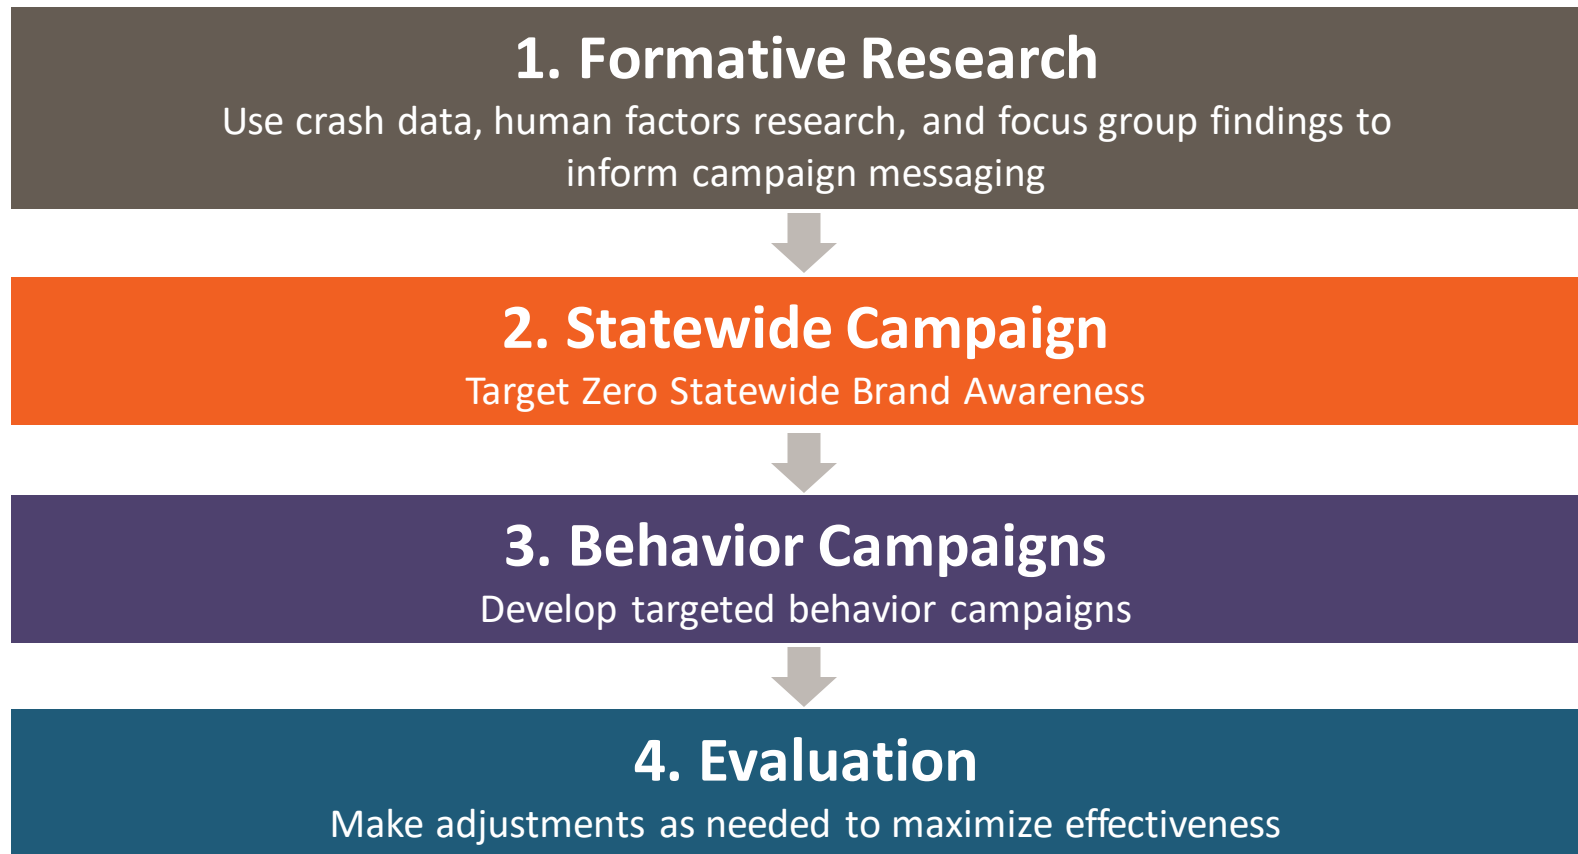 1. Formative Research
Use crash data, human factors research, and focus group findings to
inform campaign messaging
2. Statewide Campaign
Target Zero Statewide Brand Awareness
3. Behavior Campaigns
Develop targeted behavior campaigns
4. Evaluation
Make adjustments as needed to maximize effectiveness